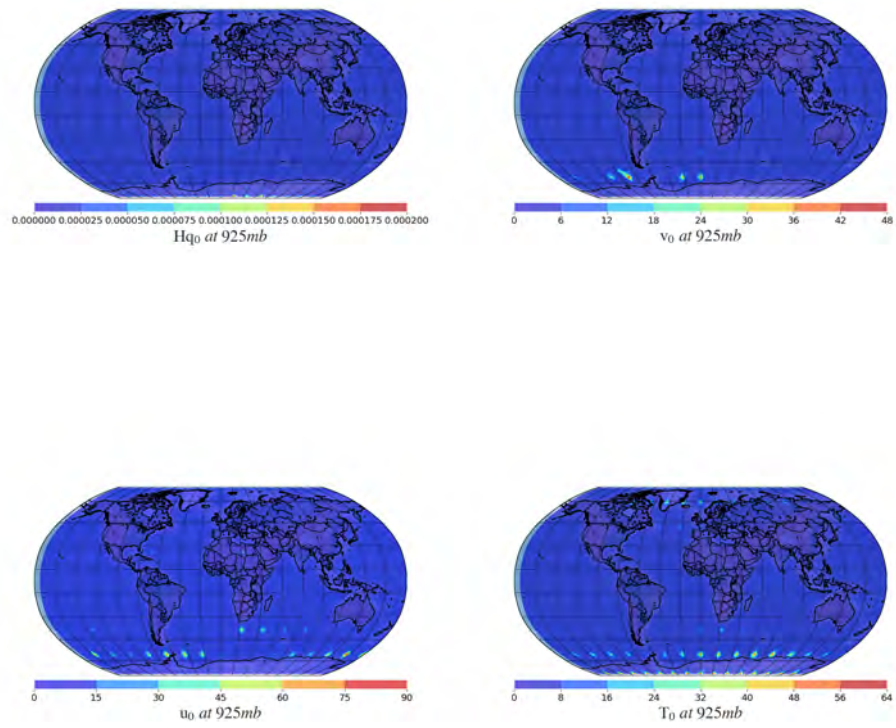 0.000000 0.000025 0.000050 0.000075 0.000100 0.000125 0.000150 0.000175 0.000200
Hq₀ at 925mb
0 6 12 18 24 30 36 42 48
v₀ at 925mb
0 15 30 45 60 75 90
u₀ at 925mb
0 8 16 24 32 40 48 56 64
T₀ at 925mb